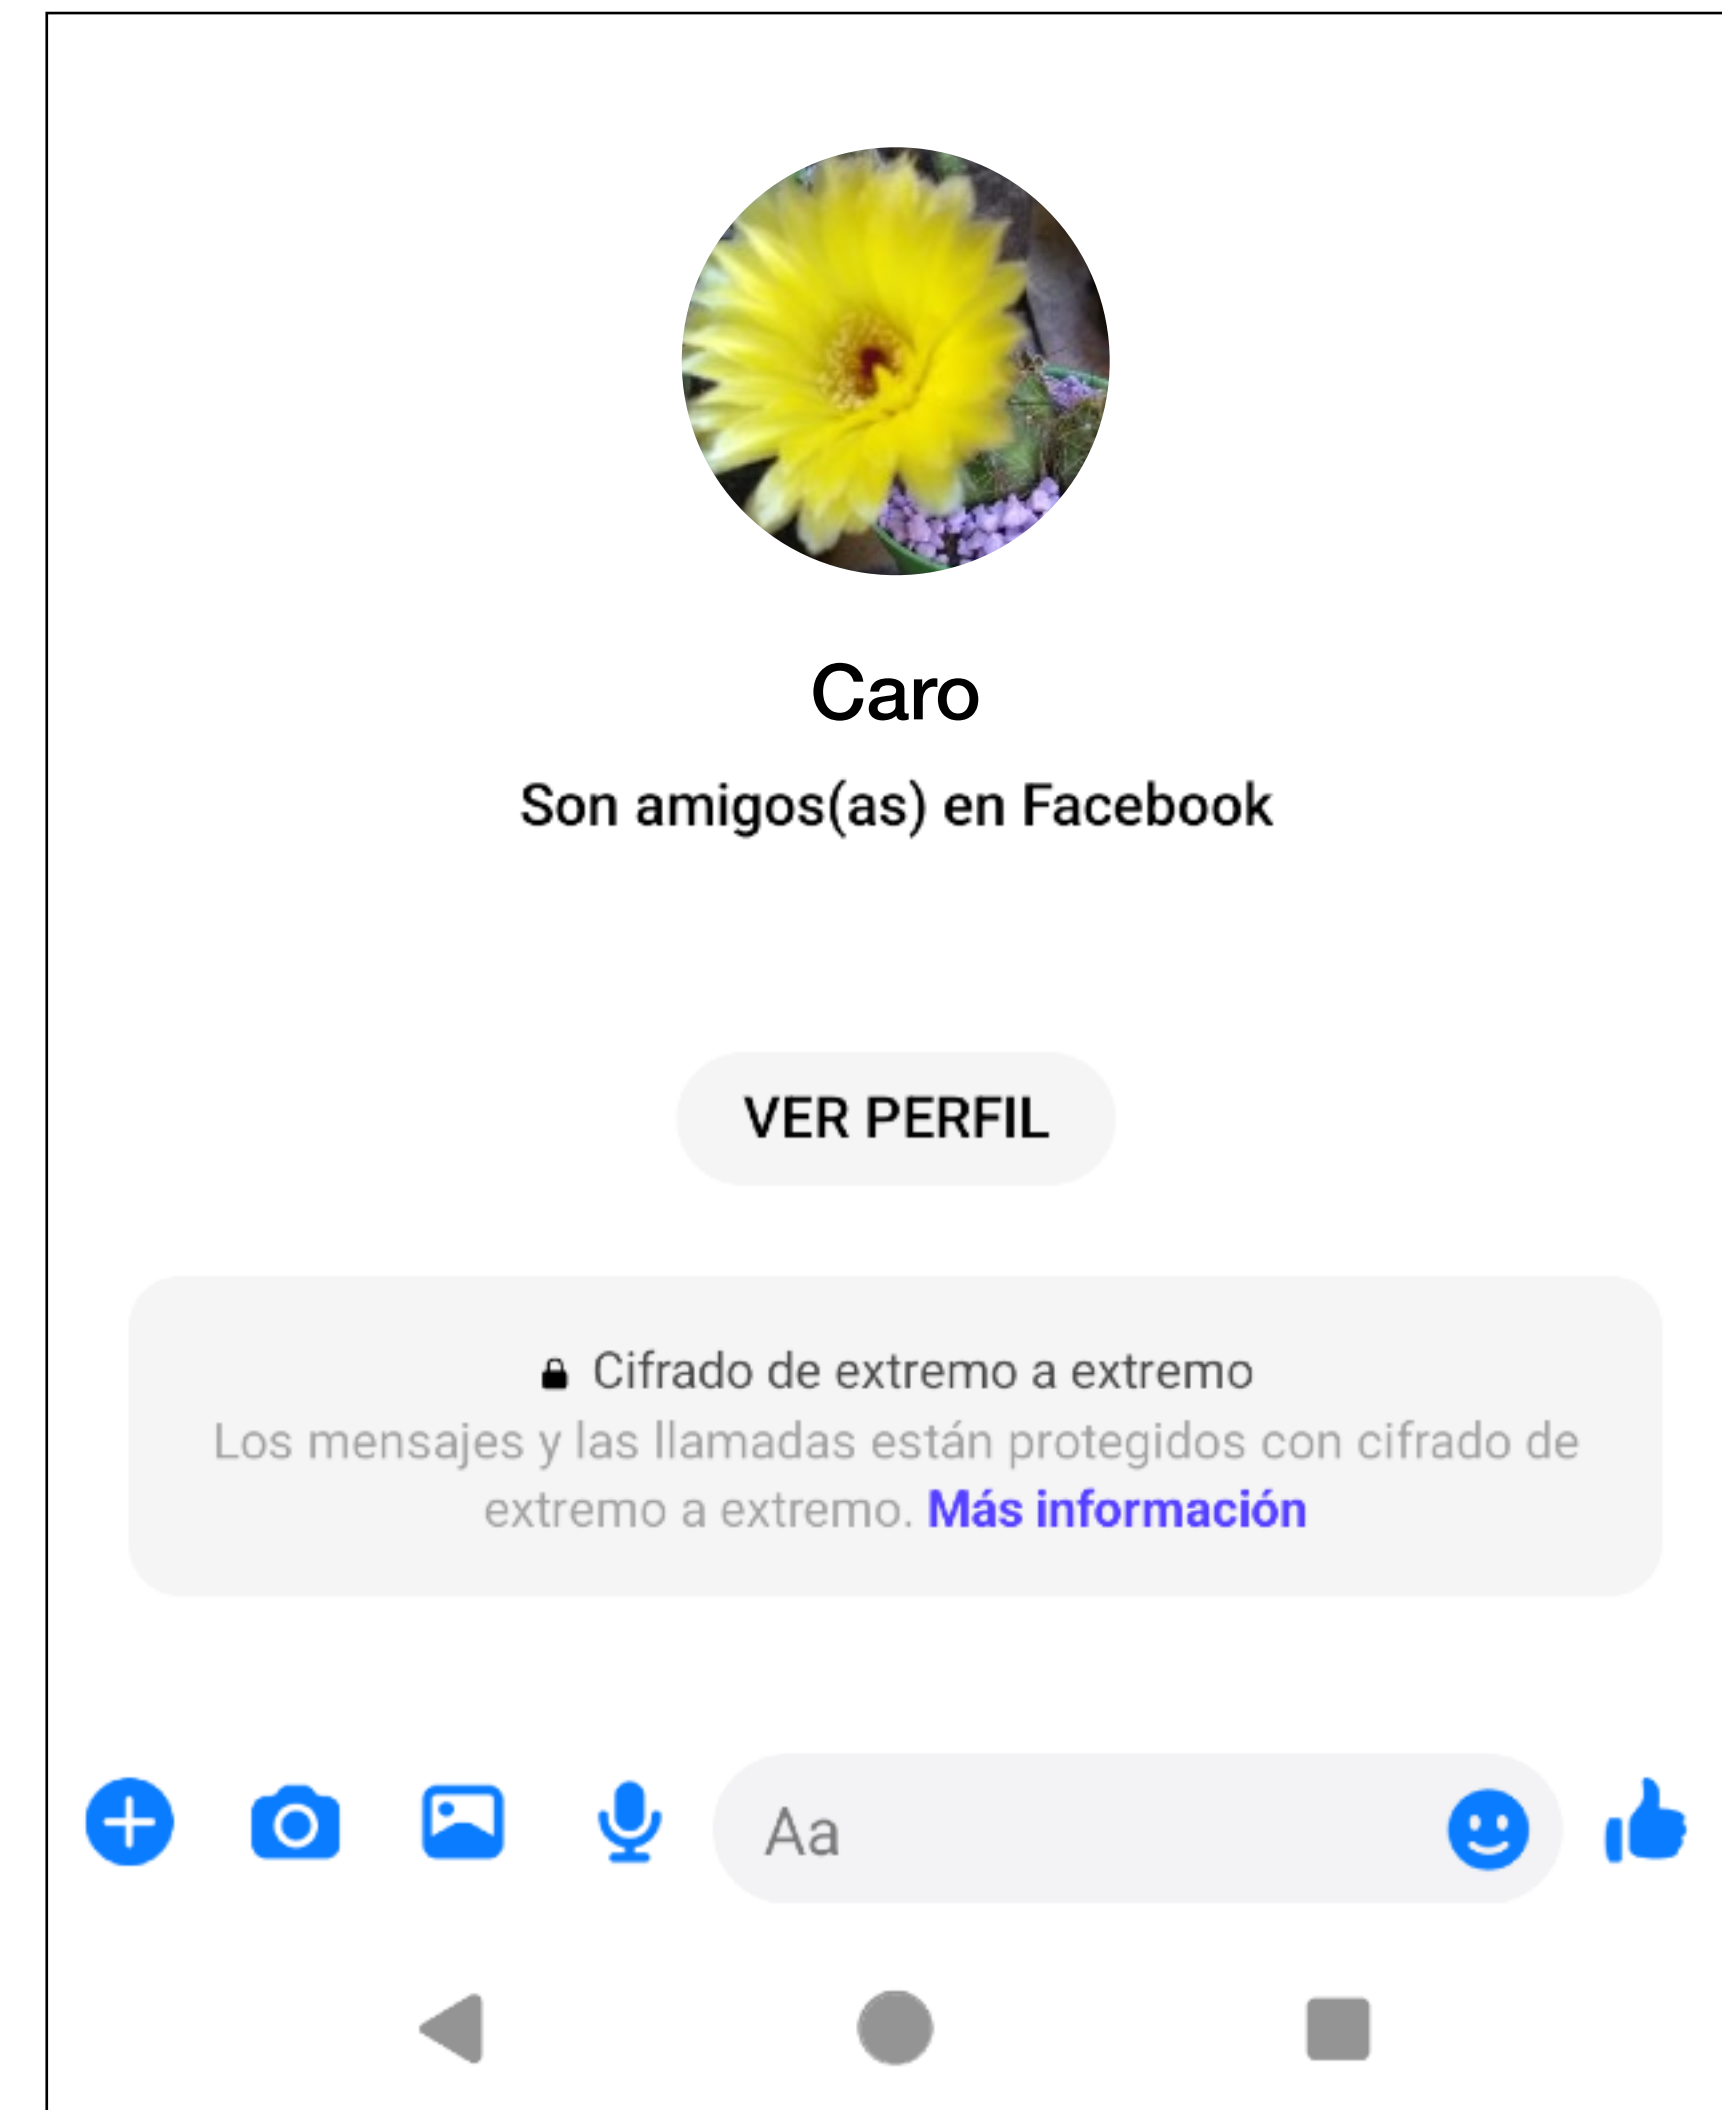 Caro
Son amigos(as) en Facebook
VER PERFIL
Cifrado de extremo a extremo
Los mensajes y las llamadas están protegidos con cifrado de
extremo a extremo. Más información
Aa